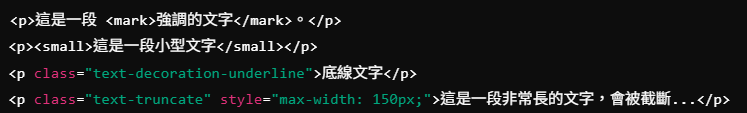 <p>這是一段 <mark>強調的文字</mark>。</p>
<p><small>這是一段小型文字</small></p>
<p class="text-decoration-underline">底線文字</p>
<p class="text-truncate" style="max-width: 150px;">這是一段非常長的文字，會被截斷...</p>